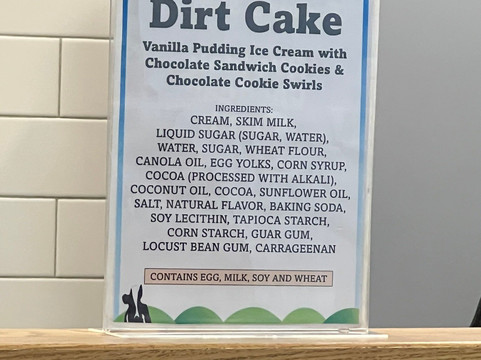 Dirt Cake
Vanilla Pudding Ice Cream with
Chocolate Sandwich Cookies &
Chocolate Cookie Swirls
INGREDIENTS:
CREAM, SKIM MILK,
LIQUID SUGAR (SUGAR, WATER),
WATER, SUGAR, WHEAT FLOUR,
CANOLA OIL, EGG YOLKS, CORN SYRUP,
COCOA (PROCESSED WITH ALKALI),
COCONUT OIL, COCOA, SUNFLOWER OIL,
SALT, NATURAL FLAVOR, BAKING SODA,
SOY LECITHIN, TAPIOCA STARCH,
CORN STARCH, GUAR GUM,
LOCUST BEAN GUM, CARRAGEENAN
CONTAINS EGG, MILK, SOY AND WHEAT